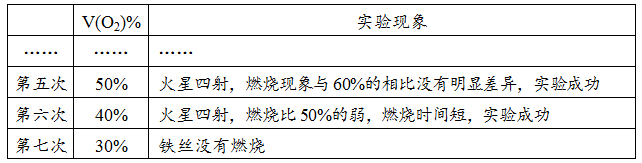 V(O₂)% 实验现象
…… …… ……
第五次 50% 火星四射，燃烧现象与60%的相比没有明显差异，实验成功
第六次 40% 火星四射，燃烧比50%的弱，燃烧时间短，实验成功
第七次 30% 铁丝没有燃烧